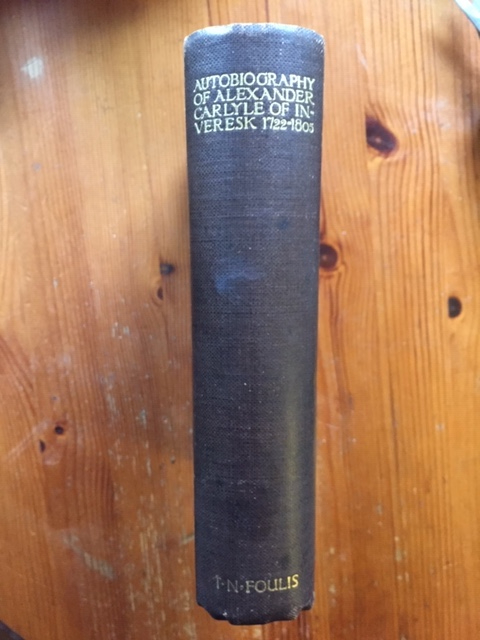 AUTOBIOGRAPHY
OF ALEXANDER
CARLYLE OF IN-
VERESK 1722-1805
T·N·FOULIS